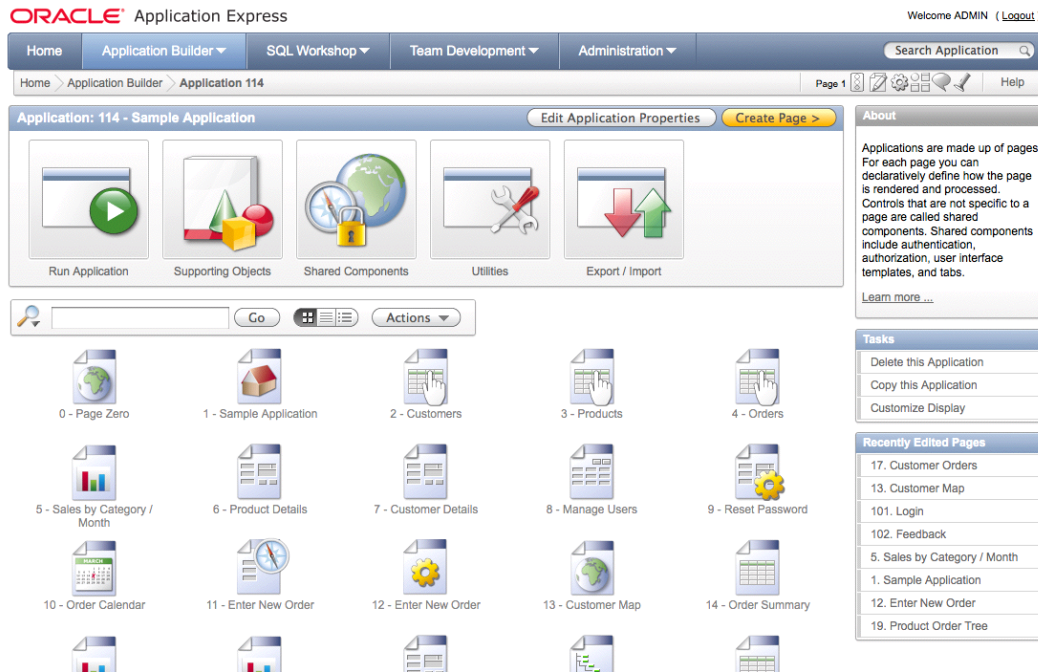 ORACLE® Application Express
Welcome ADMIN ( Logout
Home Application Builder SQL Workshop Team Development Administration Search Application
Home Application Builder Application 114 Page 1 Help
Application: 114 - Sample Application Edit Application Properties Create Page >
Run Application Supporting Objects Shared Components Utilities Export / Import
Go Actions
0 - Page Zero 1 - Sample Application 2 - Customers 3 - Products 4 - Orders
5 - Sales by Category / 6 - Product Details 7 - Customer Details 8 - Manage Users 9 - Reset Password
Month
MARCH
10 - Order Calendar 11 - Enter New Order 12 - Enter New Order 13 - Customer Map 14 - Order Summary
About
Applications are made up of pages
For each page you can
declaratively define how the page
is rendered and processed.
Controls that are not specific to a
page are called shared
components. Shared components
include authentication,
authorization, user interface
templates, and tabs.
Learn more ...
Tasks
Delete this Application
Copy this Application
Customize Display
Recently Edited Pages
17. Customer Orders
13. Customer Map
101. Login
102. Feedback
5. Sales by Category / Month
1. Sample Application
12. Enter New Order
19. Product Order Tree